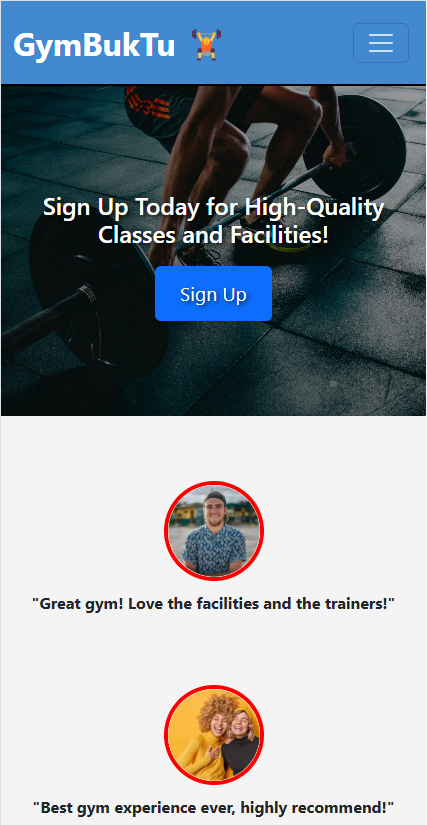 GymBukTu 🏋
Sign Up Today for High-Quality
Classes and Facilities!
Sign Up
"Great gym! Love the facilities and the trainers!"
"Best gym experience ever, highly recommend!"